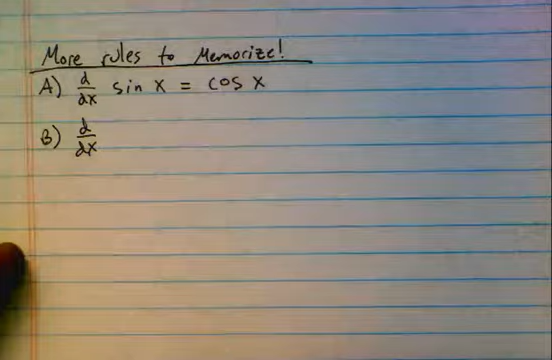 More rules to Memorize!
A) d/dx sin x = cos x
B) d/dx